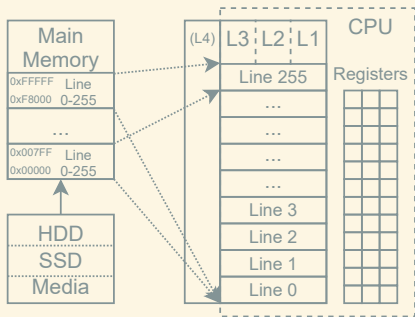 Main
Memory
0xFFFFF
Line
0xF8000
0-255
...
0x007FF
Line
0x00000
0-255
HDD
SSD
Media
(L4)
L3 L2 L1
Line 255
...
...
...
...
Line 3
Line 2
Line 1
Line 0
CPU
Registers